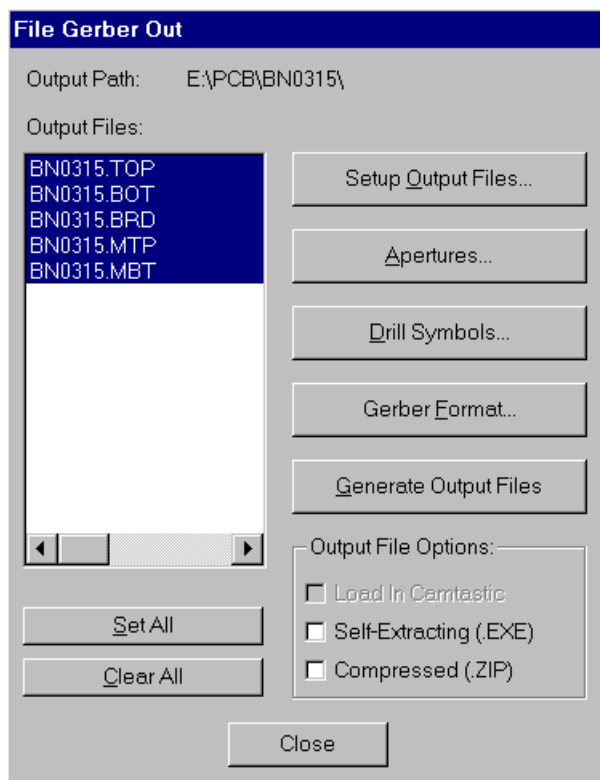 File Gerber Out
Output Path: E:\PCB\BN0315\
Output Files:
BN0315.TOP
BN0315.BOT
BN0315.BRD
BN0315.MTP
BN0315.MBT
Setup Output Files...
Apertures...
Drill Symbols...
Gerber Format...
Generate Output Files
Output File Options:
Load In Camtastic
Self-Extracting (.EXE)
Compressed (.ZIP)
Set All
Clear All
Close